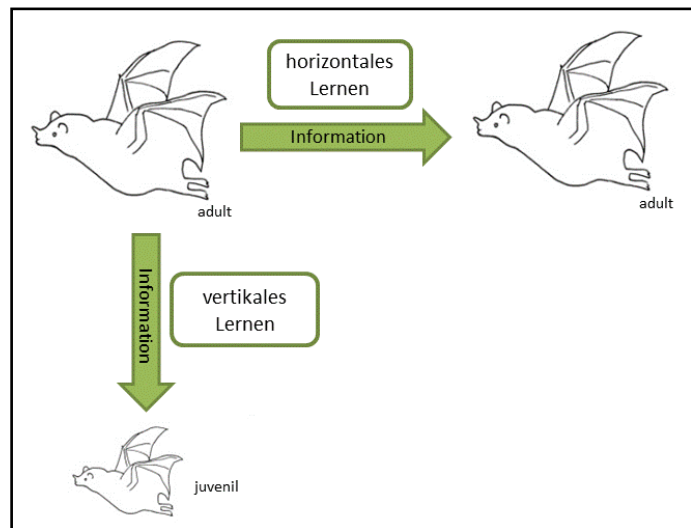 horizontales
Lernen
Information
adult
adult
Information
vertikales
Lernen
juvenil